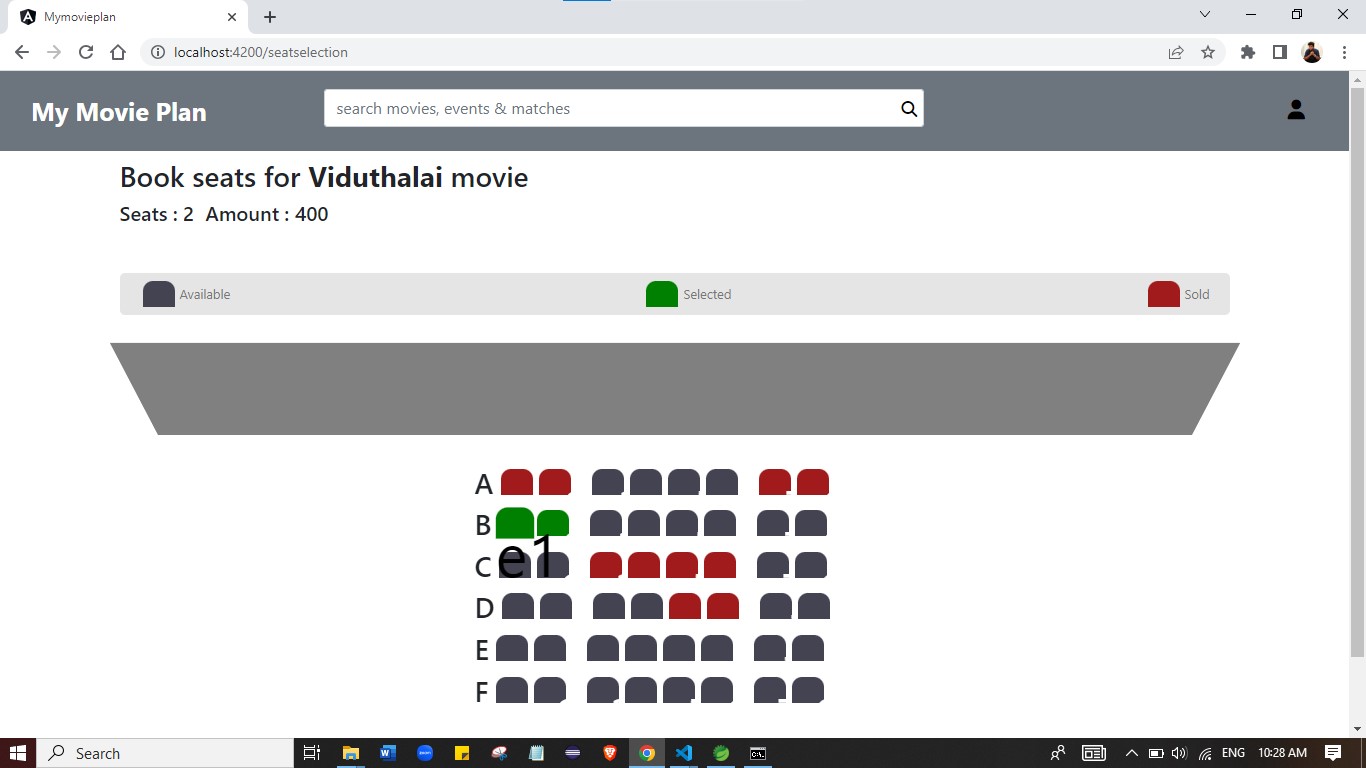 Mymovieplan
localhost:4200/seatselection
My Movie Plan
search movies, events & matches
Book seats for Viduthalai movie
Seats : 2 Amount : 400
Available
Selected
Sold
A
B
e1
C
D
E
F
Search
ENG
10:28 AM